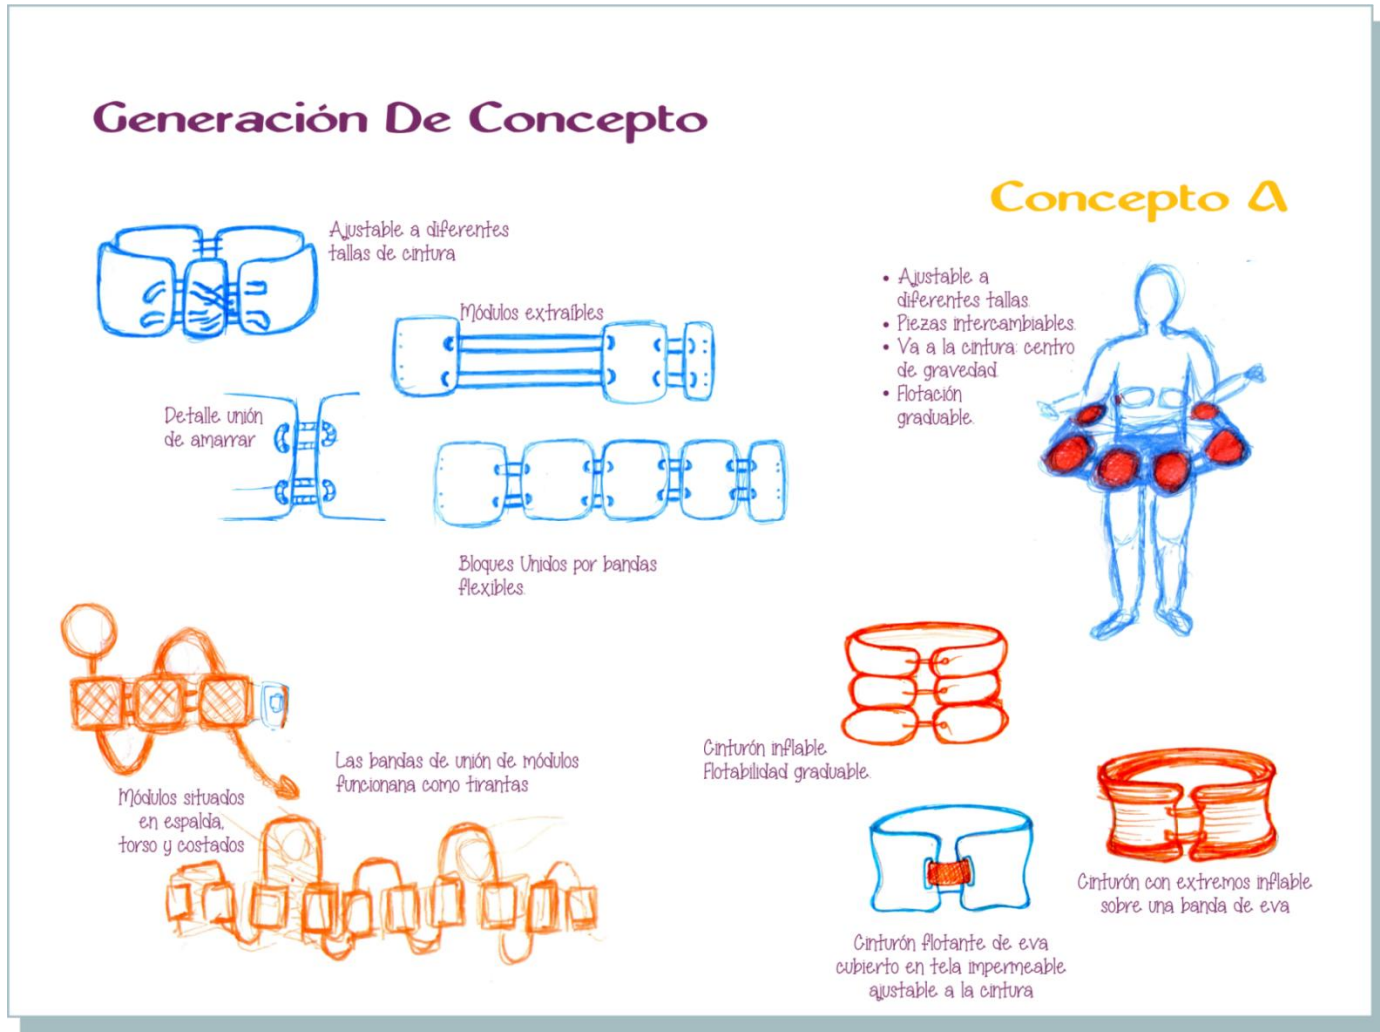 Generación De Concepto
Concepto A
Ajustable a diferentes
tallas de cintura
Módulos extraíbles
Detalle unión
de amarrar
Bloques Unidos por bandas
flexibles.
• Ajustable a
diferentes tallas.
• Piezas intercambiables.
• Va a la cintura: centro
de gravedad
• Flotación
graduable.
Las bandas de unión de módulos
funcionana como tirantas
Módulos situados
en espalda,
torso y costados
Cinturón inflable.
Flotabilidad graduable.
Cinturón con extremos inflable
sobre una banda de eva
Cinturón flotante de eva
cubierto en tela impermeable
ajustable a la cintura